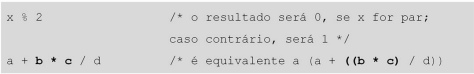 x % 2 /* o resultado será 0, se x for par;
caso contrário, será 1 */
a + b * c / d /* é equivalente a (a + ((b * c) / d))